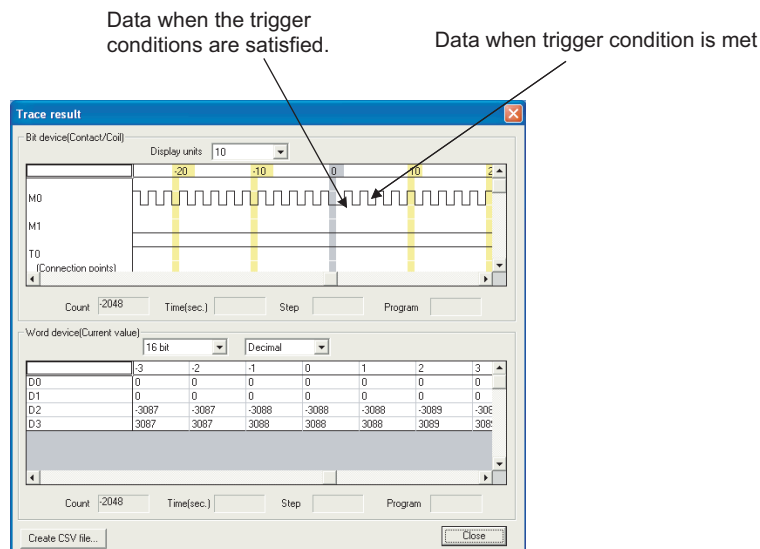 Data when the trigger
conditions are satisfied.
Data when trigger condition is met
Trace result
Bit device(Contact/Coil)
Display units 10
-20 -10 0 10 2
M0
M1
T0
(Connection points)
Count -2048 Time(sec.) Step Program
Word device(Current value)
16 bit Decimal
-3 -2 -1 0 1 2 3
D0 0 0 0 0 0 0 0
D1 0 0 0 0 0 0 0
D2 -3087 -3087 -3088 -3088 -3088 -3089 -308
D3 3087 3087 3088 3088 3088 3089 308
Count -2048 Time(sec.) Step Program
Create CSV file... Close